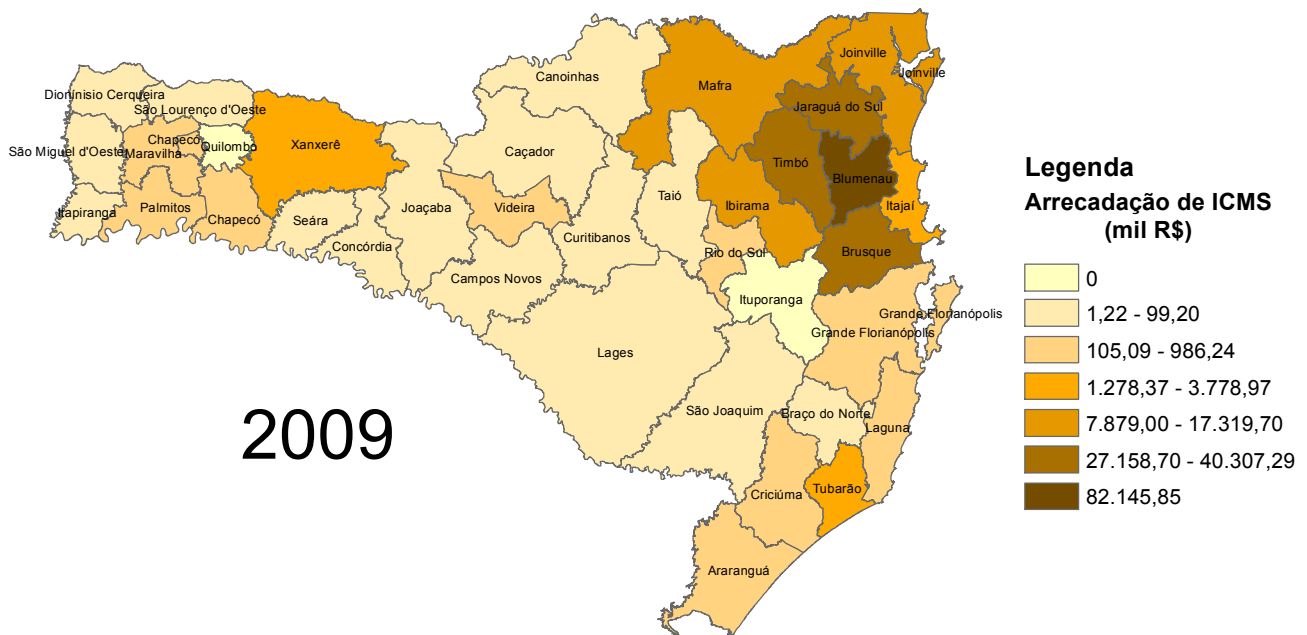 Joinville
Joinville
Canoinhas
Mafra
Dionísio Cerqueira
São Lourenço d'Oeste
Jaraguá do Sul
Chapecó
Quilombo
Xanxerê
São Miguel d'Oeste
Maravilha
Caçador
Timbó
Blumenau
Taió
Ibirama
Itajaí
Itapiranga
Palmitos
Chapecó
Seára
Joaçaba
Videira
Concórdia
Curitibanos
Rio do Sul
Brusque
Campos Novos
Ituporanga
Grande Florianópolis
Grande Florianópolis
Lages
São Joaquim
Braço do Norte
Laguna
Criciúma
Tubarão
Araranguá
2009
Legenda
Arrecadação de ICMS
(mil R$)
0
1,22 - 99,20
105,09 - 986,24
1.278,37 - 3.778,97
7.879,00 - 17.319,70
27.158,70 - 40.307,29
82.145,85